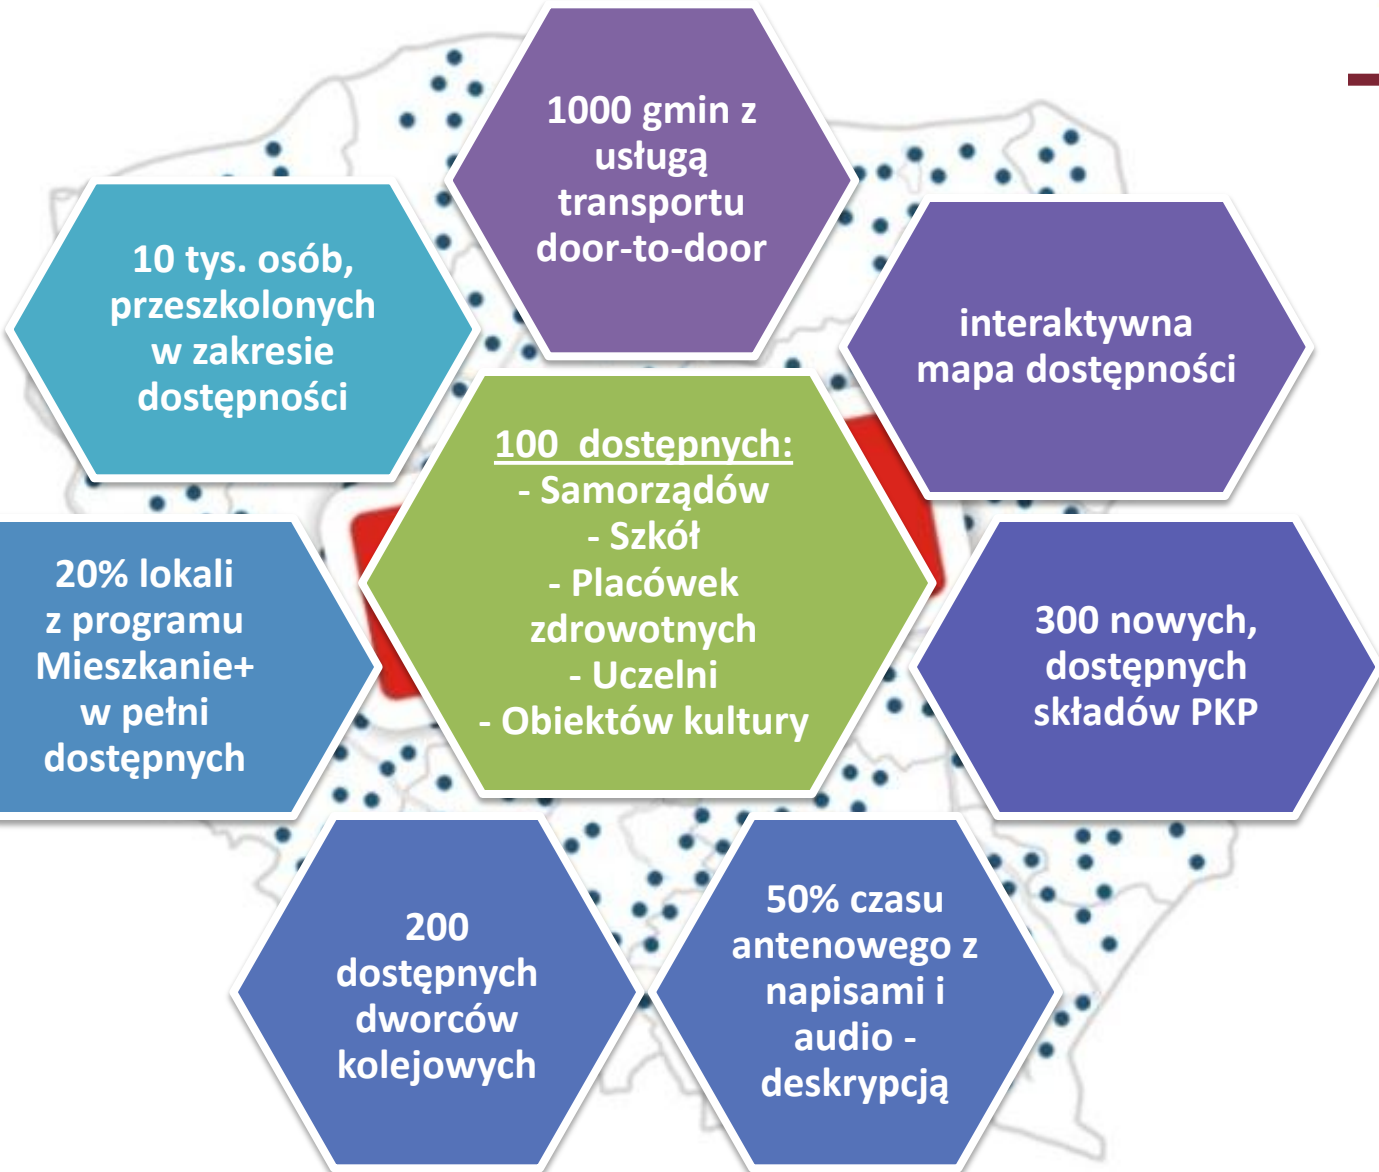 1000 gmin z
usługą
transportu
door-to-door
10 tys. osób,
przeszkolonych
w zakresie
dostępności
interaktywna
mapa dostępności
100  dostępnych:
- Samorządów
- Szkół
- Placówek
zdrowotnych
- Uczelni
- Obiektów kultury
20% lokali
z programu
Mieszkanie+
w pełni
dostępnych
300 nowych,
dostępnych
składów PKP
200
dostępnych
dworców
kolejowych
50% czasu
antenowego z
napisami i
audio -
deskrypcją